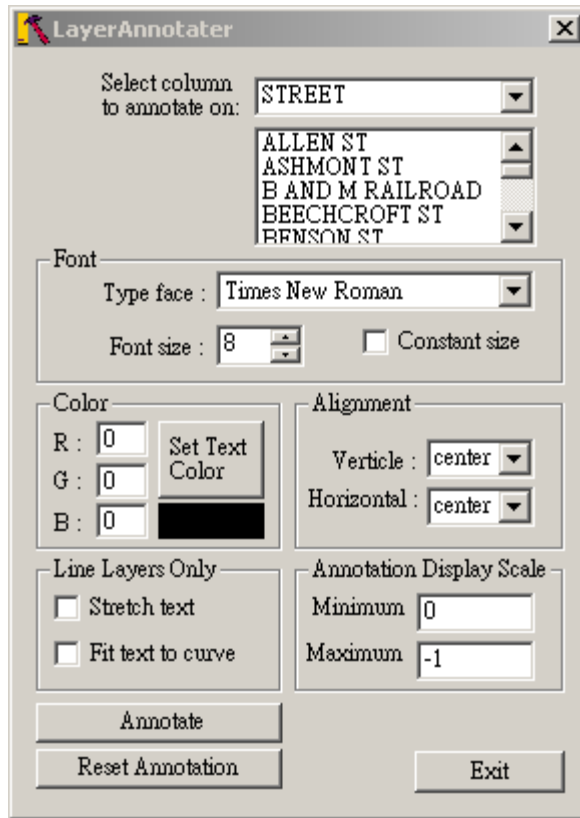 LayerAnnotater
Select column
to annotate on:
STREET
ALLEN ST
ASHMONT ST
B AND M RAILROAD
BEECHCROFT ST
BENSON ST
Font
Type face : Times New Roman
Font size : 8
Constant size
Color
R : 0
G : 0
B : 0
Set Text
Color
Alignment
Verticle : center
Horizontal : center
Line Layers Only
Stretch text
Fit text to curve
Annotation Display Scale
Minimum 0
Maximum -1
Annotate
Reset Annotation
Exit